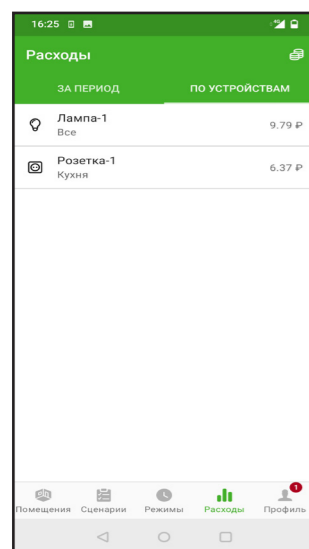 16:25
Расходы
ЗА ПЕРИОД ПО УСТРОЙСТВАМ
Лампа-1
Все
9.79 ₽
Розетка-1
Кухня
6.37 ₽
1
Помещения Сценарии Режимы Расходы Профиль